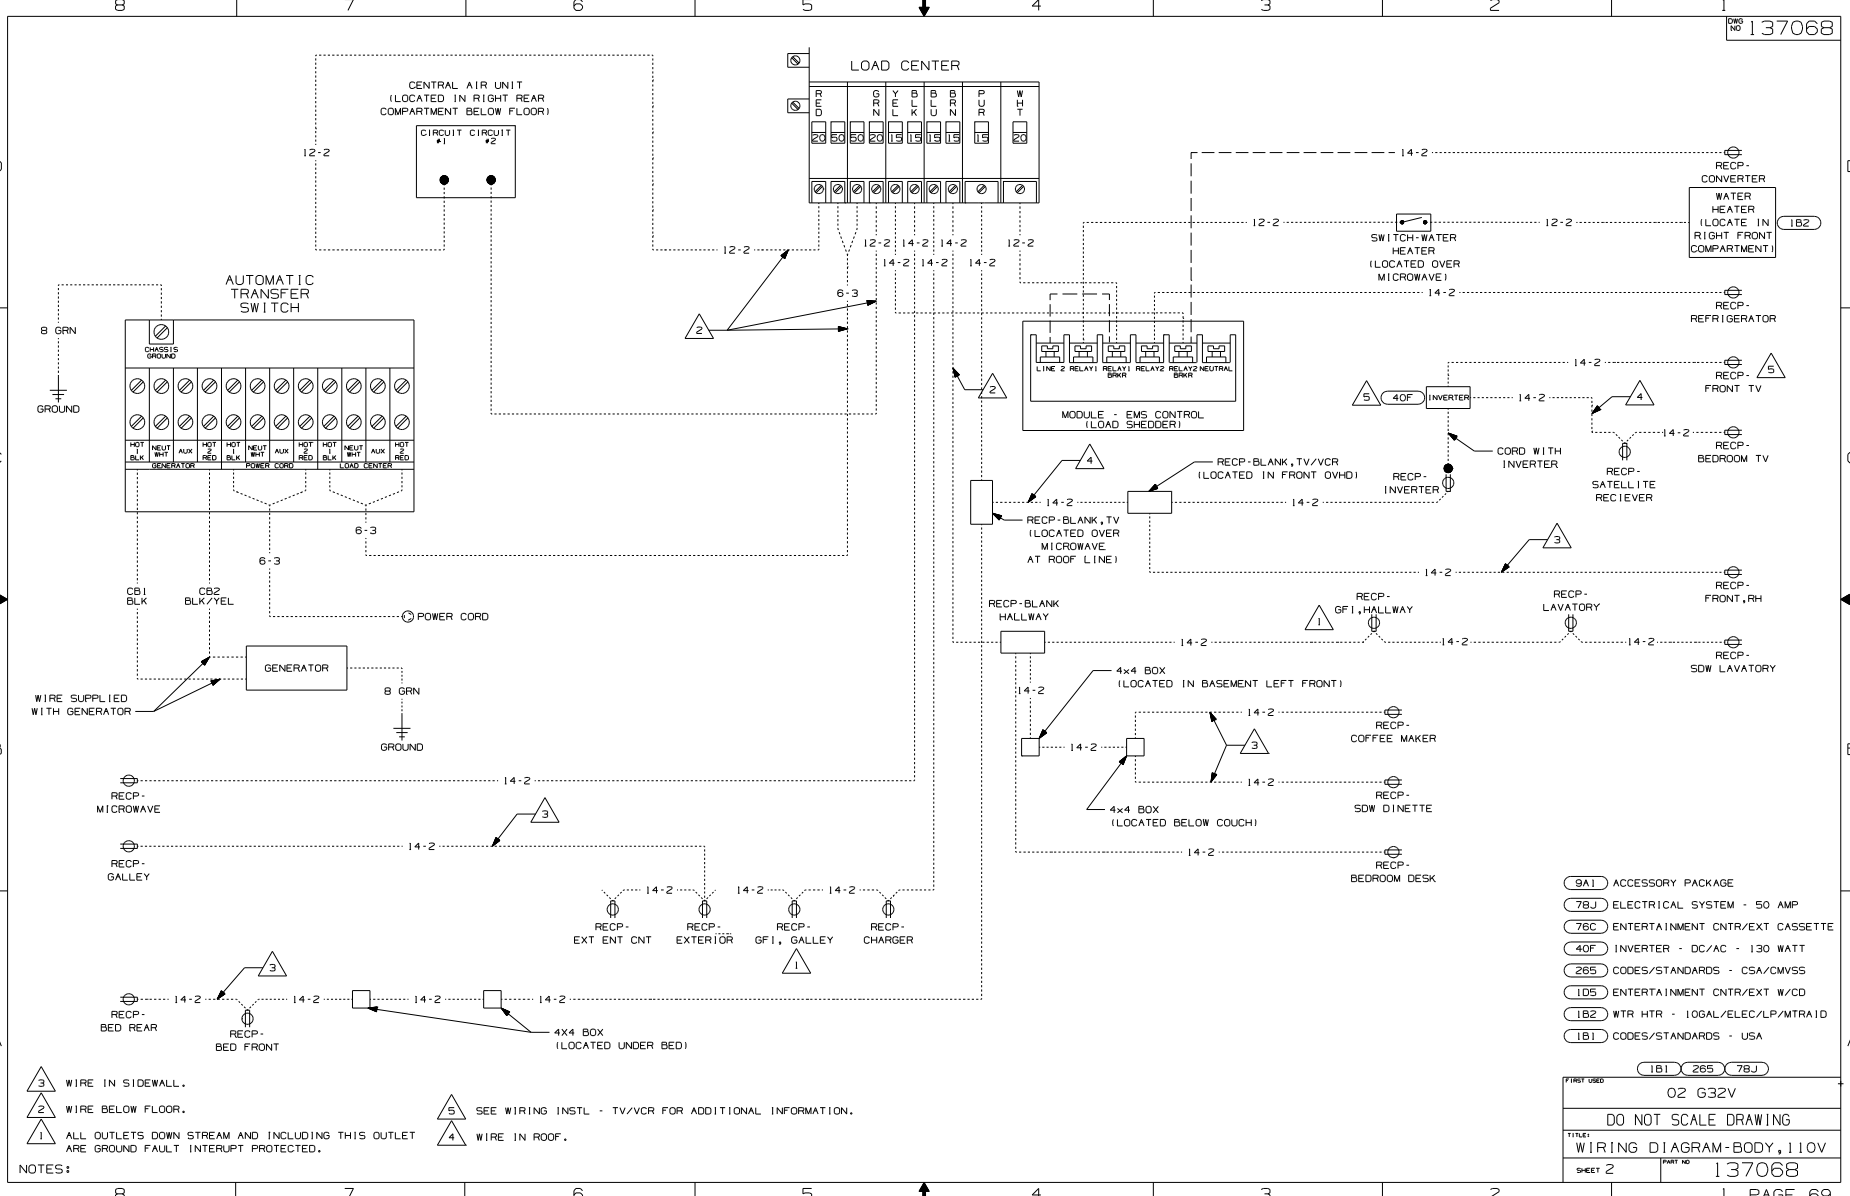 8 7 6 5 4 3 2 1
DWG NO 137068
LOAD CENTER
RED GRN YEL BLK BLU BRN PUR WHT
20 50 50 20 15 15 15 15 15 20
CENTRAL AIR UNIT
(LOCATED IN RIGHT REAR
COMPARTMENT BELOW FLOOR)
CIRCUIT CIRCUIT
#1 #2
12-2
14-2
RECP-
CONVERTER
WATER
HEATER
(LOCATE IN
RIGHT FRONT
COMPARTMENT)
1B2
12-2
12-2
SWITCH-WATER
HEATER
(LOCATED OVER
MICROWAVE)
12-2
12-2 14-2 14-2 12-2
14-2 14-2 14-2
6-3
14-2
RECP-
REFRIGERATOR
AUTOMATIC
TRANSFER
SWITCH
8 GRN
CHASSIS
GROUND
GROUND
2
2
LINE 2 RELAY1 RELAY1 BRKR RELAY2 RELAY2 BRKR NEUTRAL
MODULE - EMS CONTROL
(LOAD SHEDDER)
14-2
RECP-
FRONT TV
5
5
40F
INVERTER
14-2
4
14-2
RECP-
BEDROOM TV
RECP-
SATELLITE
RECIEVER
CORD WITH
INVERTER
RECP-
INVERTER
HOT 1 BLK NEUT WHT AUX HOT 2 RED HOT 1 BLK NEUT WHT AUX HOT 2 RED HOT 1 BLK NEUT WHT AUX HOT 2 RED
GENERATOR POWER CORD LOAD CENTER
4
RECP-BLANK,TV/VCR
(LOCATED IN FRONT OVHD)
14-2
14-2
RECP-BLANK,TV
(LOCATED OVER
MICROWAVE
AT ROOF LINE)
6-3
6-3
3
14-2
RECP-
FRONT,RH
CB1
BLK
CB2
BLK/YEL
POWER CORD
RECP-BLANK
HALLWAY
1
RECP-
GFI,HALLWAY
RECP-
LAVATORY
14-2
14-2
14-2
RECP-
SDW LAVATORY
GENERATOR
8 GRN
GROUND
WIRE SUPPLIED
WITH GENERATOR
14-2
4x4 BOX
(LOCATED IN BASEMENT LEFT FRONT)
14-2
RECP-
COFFEE MAKER
14-2
3
14-2
RECP-
SDW DINETTE
4x4 BOX
(LOCATED BELOW COUCH)
14-2
RECP-
BEDROOM DESK
14-2
RECP-
MICROWAVE
3
14-2
RECP-
GALLEY
14-2 14-2 14-2
RECP-
EXT ENT CNT
RECP-
EXTERIOR
RECP-
GFI, GALLEY
RECP-
CHARGER
1
3
14-2 14-2 14-2 14-2
RECP-
BED REAR
RECP-
BED FRONT
4X4 BOX
(LOCATED UNDER BED)
9A1 ACCESSORY PACKAGE
78J ELECTRICAL SYSTEM - 50 AMP
76C ENTERTAINMENT CNTR/EXT CASSETTE
40F INVERTER - DC/AC - 130 WATT
265 CODES/STANDARDS - CSA/CMVSS
1D5 ENTERTAINMENT CNTR/EXT W/CD
1B2 WTR HTR - 10GAL/ELEC/LP/MTRAID
1B1 CODES/STANDARDS - USA
1B1 265 78J
FIRST USED
02 G32V
DO NOT SCALE DRAWING
TITLE:
WIRING DIAGRAM-BODY,110V
SHEET 2 PART NO 137068
3 WIRE IN SIDEWALL.
2 WIRE BELOW FLOOR.
1 ALL OUTLETS DOWN STREAM AND INCLUDING THIS OUTLET
ARE GROUND FAULT INTERUPT PROTECTED.
5 SEE WIRING INSTL - TV/VCR FOR ADDITIONAL INFORMATION.
4 WIRE IN ROOF.
NOTES:
8 7 6 5 4 3 2 1 PAGE 69